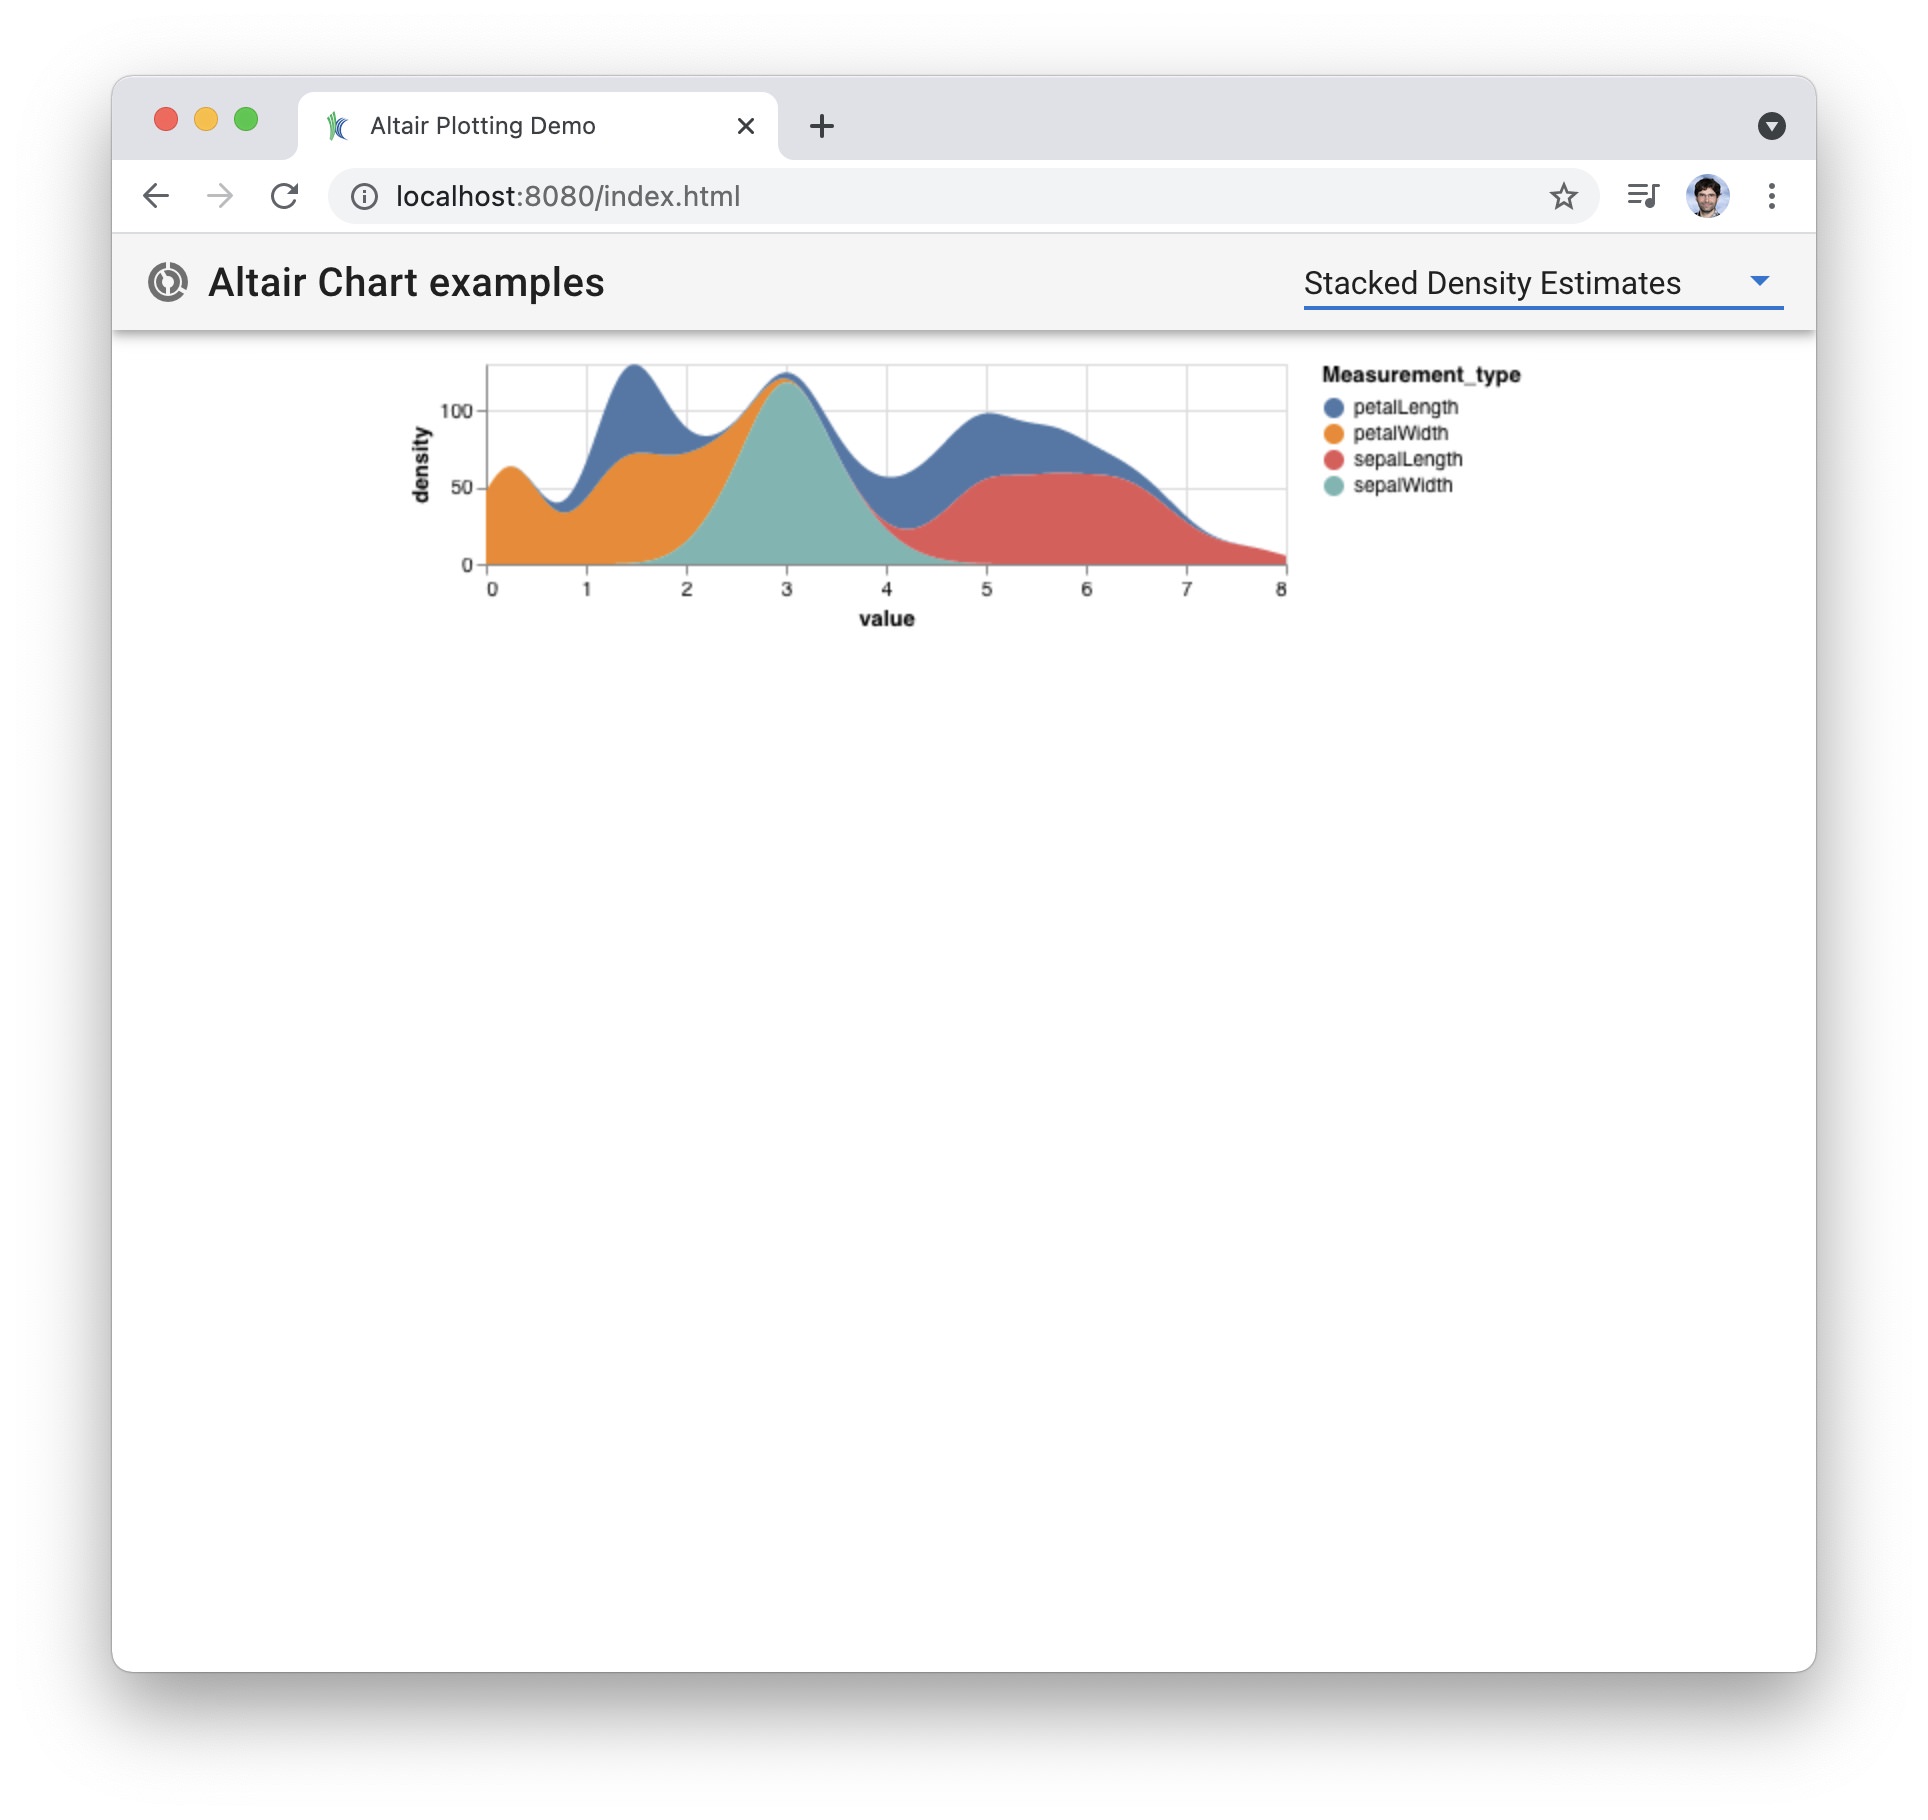 Altair Plotting Demo
localhost:8080/index.html
Altair Chart examples
Stacked Density Estimates
density
100
50
0
0 1 2 3 4 5 6 7 8
value
Measurement_type
petalLength
petalWidth
sepalLength
sepalWidth